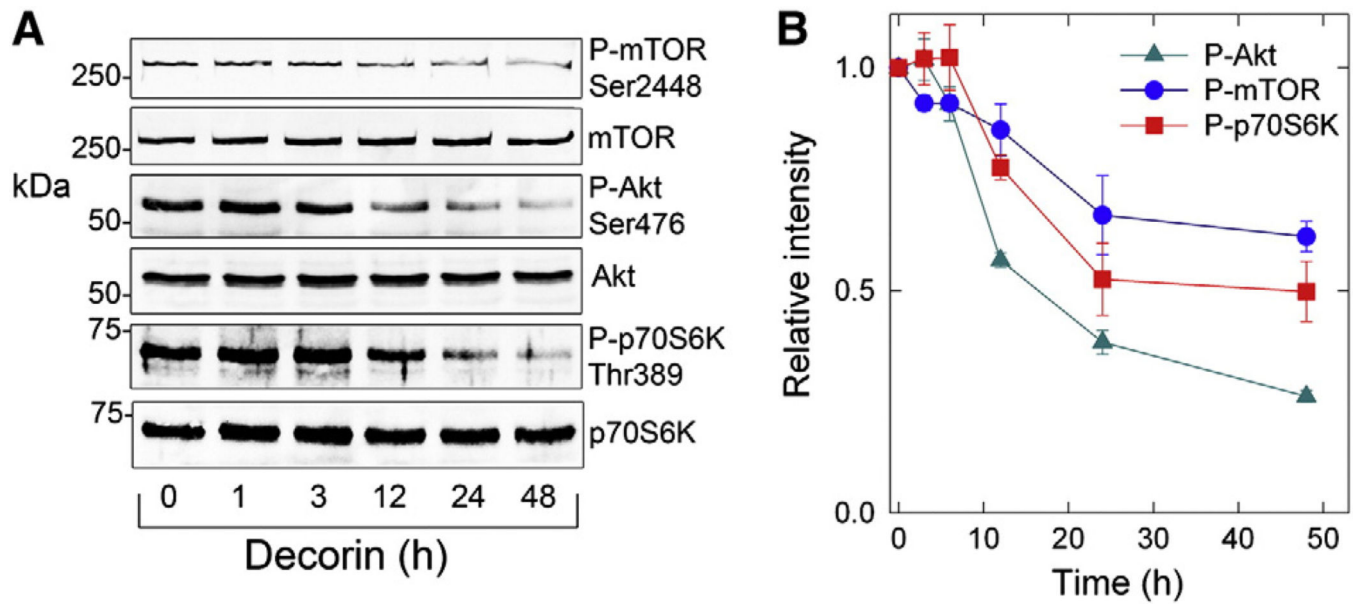 A
P-mTOR
250-
Ser2448
250-
mTOR
kDa
P-Akt
50-
Ser476
50-
Akt
75-
P-p70S6K
Thr389
75-
p70S6K
0 1 3 12 24 48
Decorin (h)
B
1.0
P-Akt
P-mTOR
P-p70S6K
Relative intensity
0.5
0.0
0 10 20 30 40 50
Time (h)